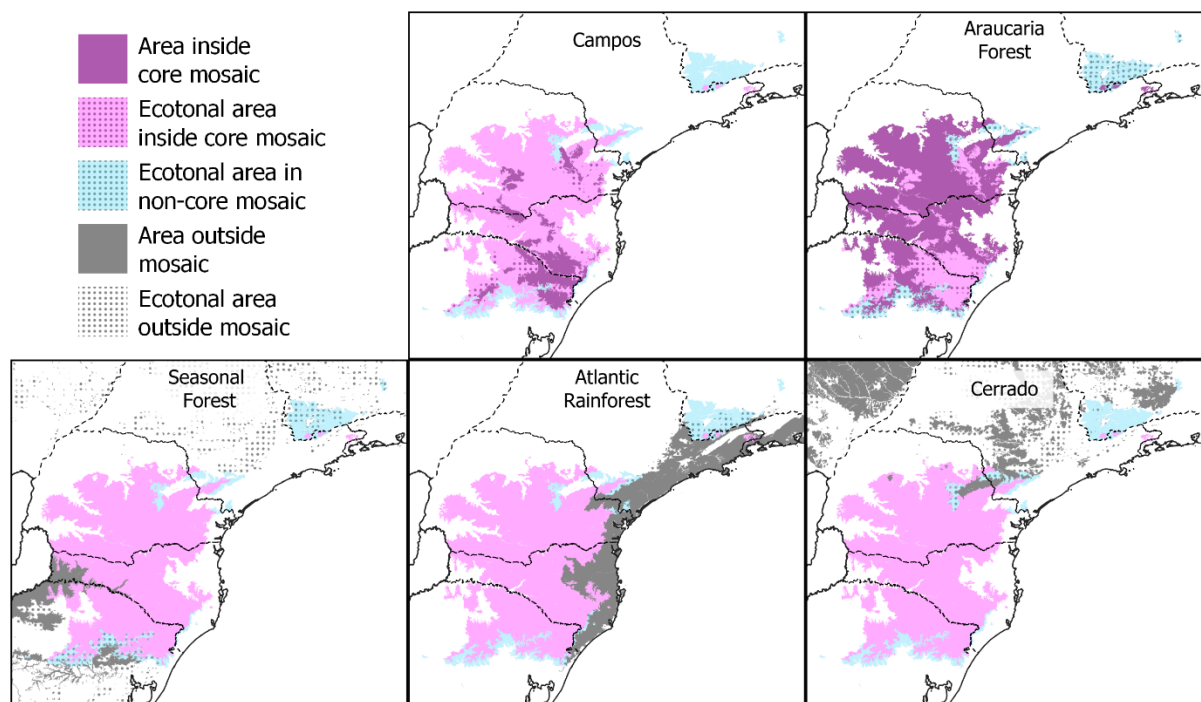 Area inside
core mosaic
Ecotonal area
inside core mosaic
Ecotonal area in
non-core mosaic
Area outside
mosaic
Ecotonal area
outside mosaic
Campos
Araucaria
Forest
Seasonal
Forest
Atlantic
Rainforest
Cerrado